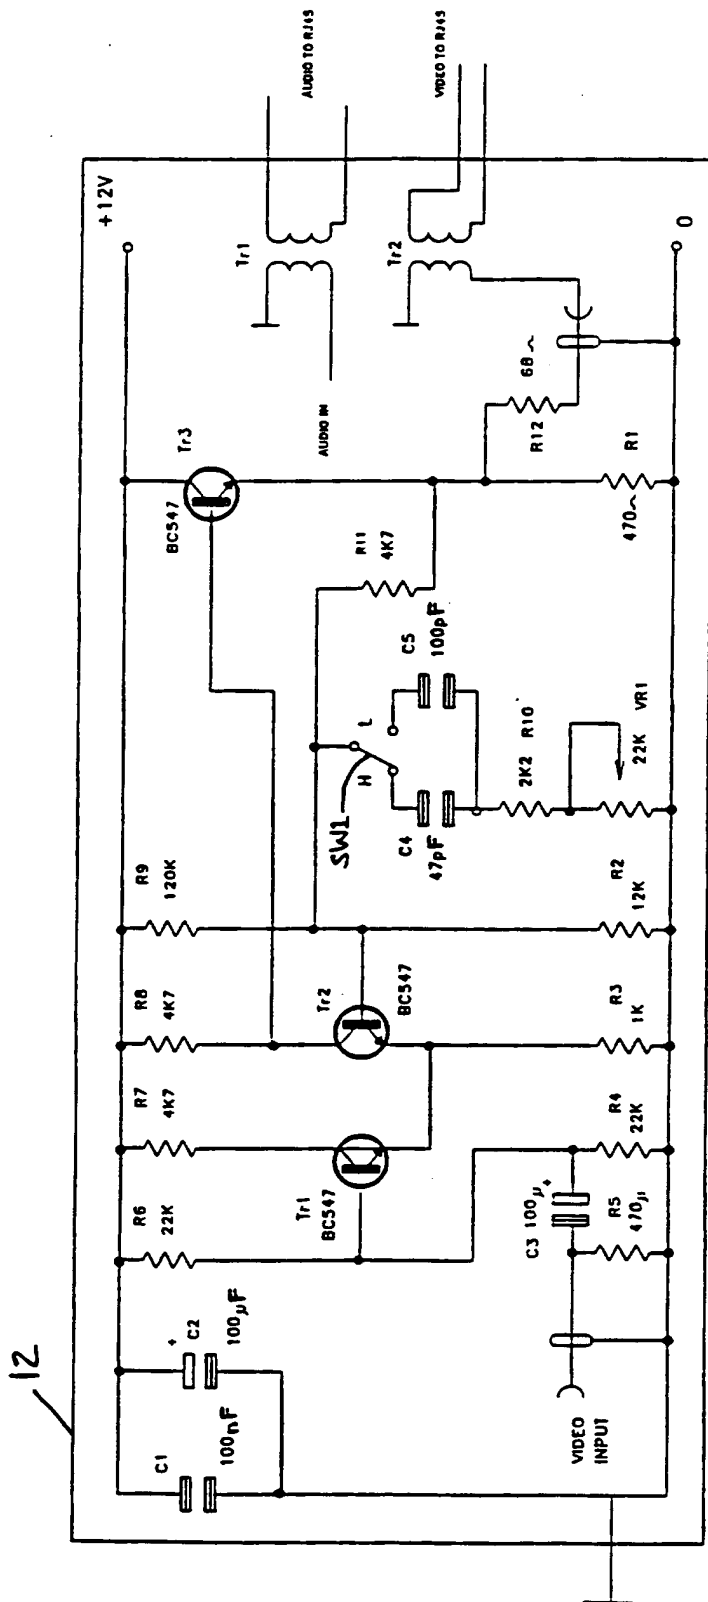 12
C1
100nF
+
C2
100µF
R6
22K
R7
4K7
R8
4K7
R9
120K
+12V
Tr1
BC547
Tr2
BC547
Tr3
BC547
Tr1
AUDIO TO RJ45
AUDIO IN
Tr2
VIDEO TO RJ45
SW1
H
L
C4
47pF
C5
100pF
R11
4K7
R10
2K2
VR1
22K
R12
68~
R1
470~
R2
12K
R3
1K
R4
22K
R5
470µ
C3 100µ+
VIDEO
INPUT
0